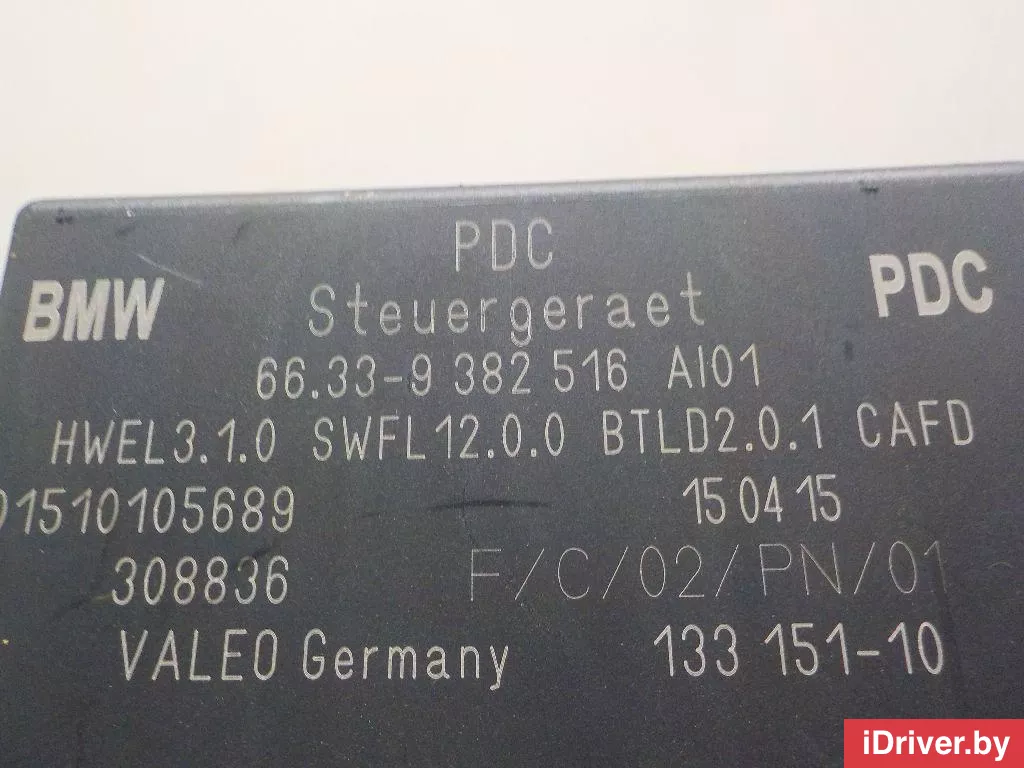 PDC
BMW Steuergeraet PDC
66.33-9 382 516 AI01
HWEL3.1.0 SWFL12.0.0 BTLD2.0.1 CAFD
01510105689 15 04 15
308836 F/C/02/PN/01
VALEO Germany 133 151-10
iDriver.by